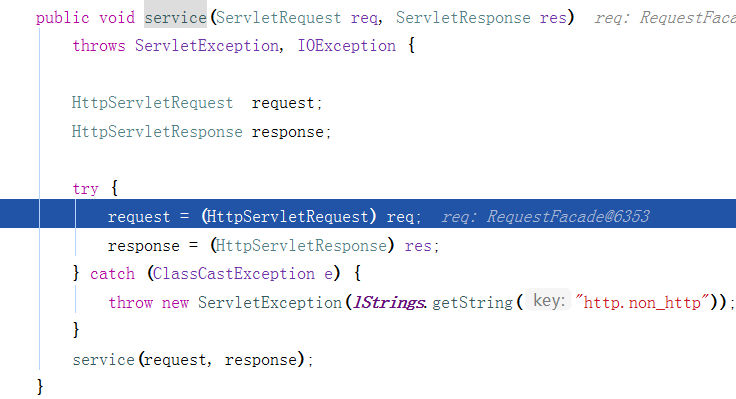 public void service(ServletRequest req, ServletResponse res)  req: RequestFaca
throws ServletException, IOException {
HttpServletRequest  request;
HttpServletResponse response;
try {
request = (HttpServletRequest) req;  req: RequestFacade@6353
response = (HttpServletResponse) res;
} catch (ClassCastException e) {
throw new ServletException(lStrings.getString( key: "http.non_http"));
}
service(request, response);
}